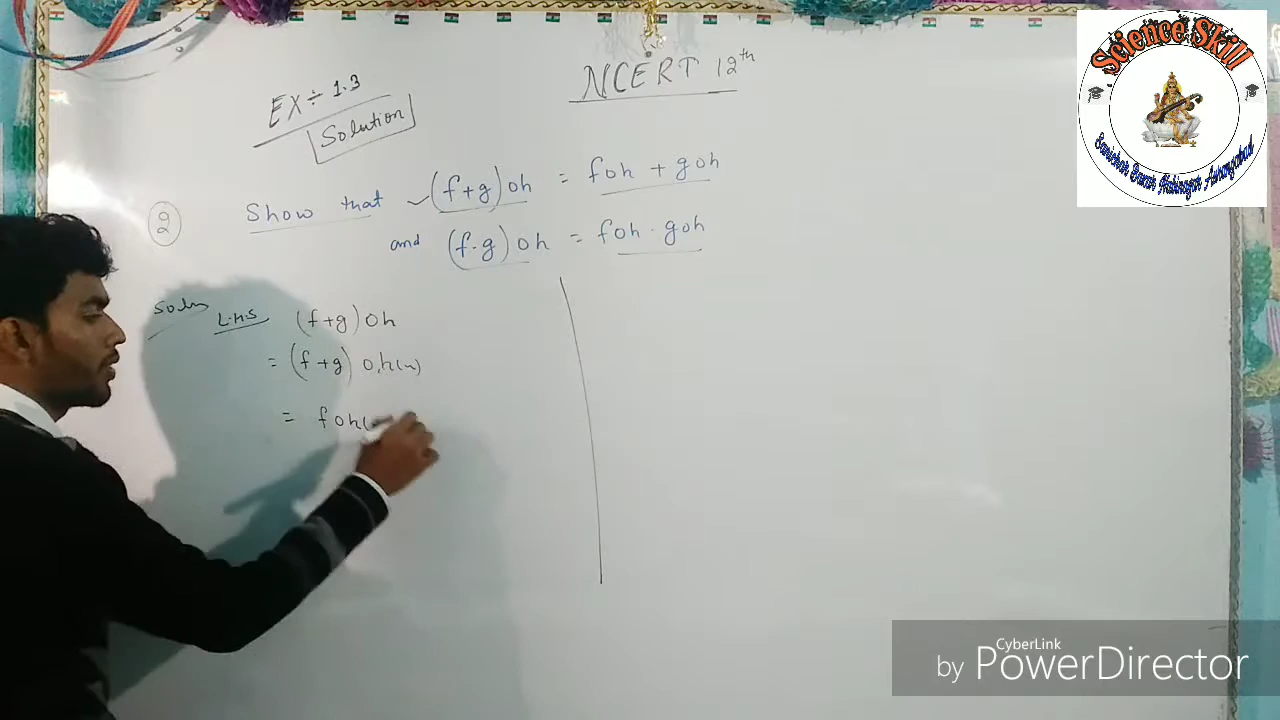 NCERT 12th
EX ÷ 1.3
Solution
2 Show that (f+g)oh = foh + goh
and (f.g)oh = foh . goh
Soln L.H.S (f+g)oh
= (f+g) o,h(x)
= foh(
Science Skill
CyberLink
by PowerDirector